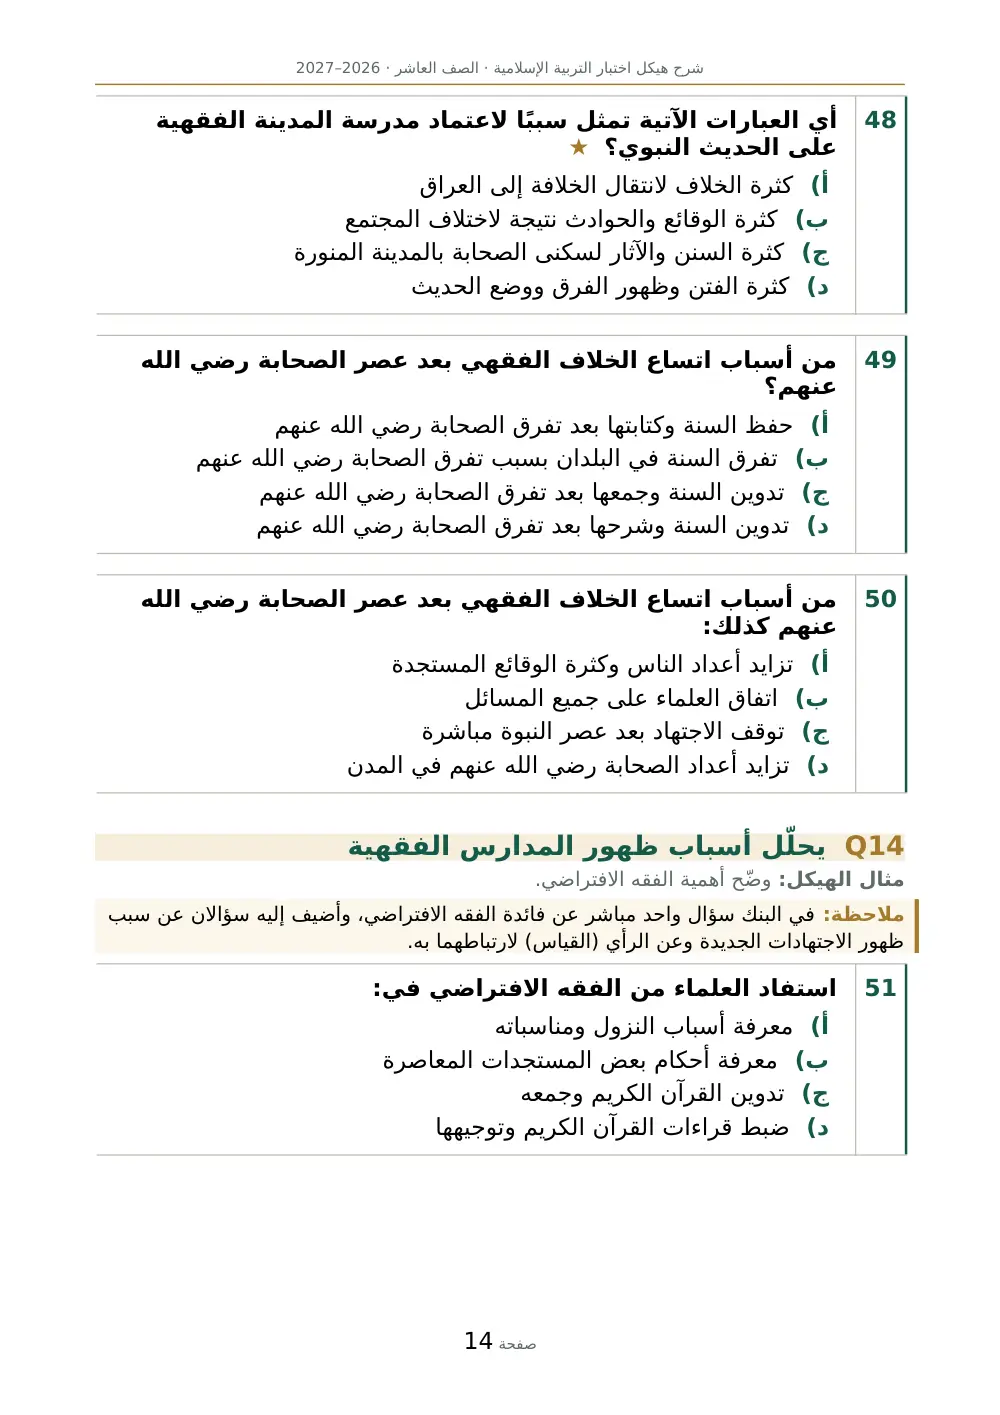 شرح هيكل اختبار التربية الإسلامية · الصف العاشر · 2026–2027
48
أي العبارات الآتية تمثل سببًا لاعتماد مدرسة المدينة الفقهية
على الحديث النبوي؟ ★
أ) كثرة الخلاف لانتقال الخلافة إلى العراق
ب) كثرة الوقائع والحوادث نتيجة لاختلاف المجتمع
ج) كثرة السنن والآثار لسكنى الصحابة بالمدينة المنورة
د) كثرة الفتن وظهور الفرق ووضع الحديث
49
من أسباب اتساع الخلاف الفقهي بعد عصر الصحابة رضي الله
عنهم؟
أ) حفظ السنة وكتابتها بعد تفرق الصحابة رضي الله عنهم
ب) تفرق السنة في البلدان بسبب تفرق الصحابة رضي الله عنهم
ج) تدوين السنة وجمعها بعد تفرق الصحابة رضي الله عنهم
د) تدوين السنة وشرحها بعد تفرق الصحابة رضي الله عنهم
50
من أسباب اتساع الخلاف الفقهي بعد عصر الصحابة رضي الله
عنهم كذلك:
أ) تزايد أعداد الناس وكثرة الوقائع المستجدة
ب) اتفاق العلماء على جميع المسائل
ج) توقف الاجتهاد بعد عصر النبوة مباشرة
د) تزايد أعداد الصحابة رضي الله عنهم في المدن
Q14 يحلّل أسباب ظهور المدارس الفقهية
مثال الهيكل: وضّح أهمية الفقه الافتراضي.
ملاحظة: في البنك سؤال واحد مباشر عن فائدة الفقه الافتراضي، وأضيف إليه سؤالان عن سبب
ظهور الاجتهادات الجديدة وعن الرأي (القياس) لارتباطهما به.
51
استفاد العلماء من الفقه الافتراضي في:
أ) معرفة أسباب النزول ومناسباته
ب) معرفة أحكام بعض المستجدات المعاصرة
ج) تدوين القرآن الكريم وجمعه
د) ضبط قراءات القرآن الكريم وتوجيهها
صفحة 14